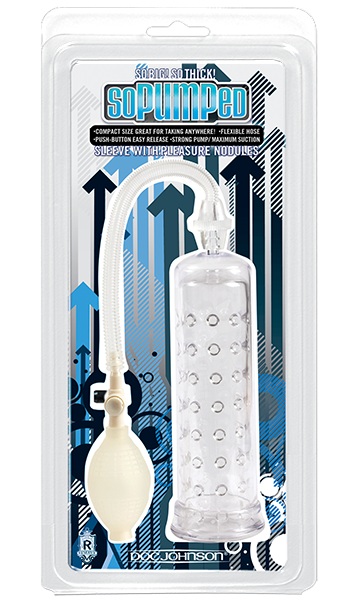 SO BIG! SO THICK!
SOPUMPED
•COMPACT SIZE GREAT FOR TAKING ANYWHERE! •FLEXIBLE HOSE
•PUSH-BUTTON EASY RELEASE •STRONG PUMP/ MAXIMUM SUCTION
SLEEVE WITH PLEASURE NODULES
R
DOC JOHNSON